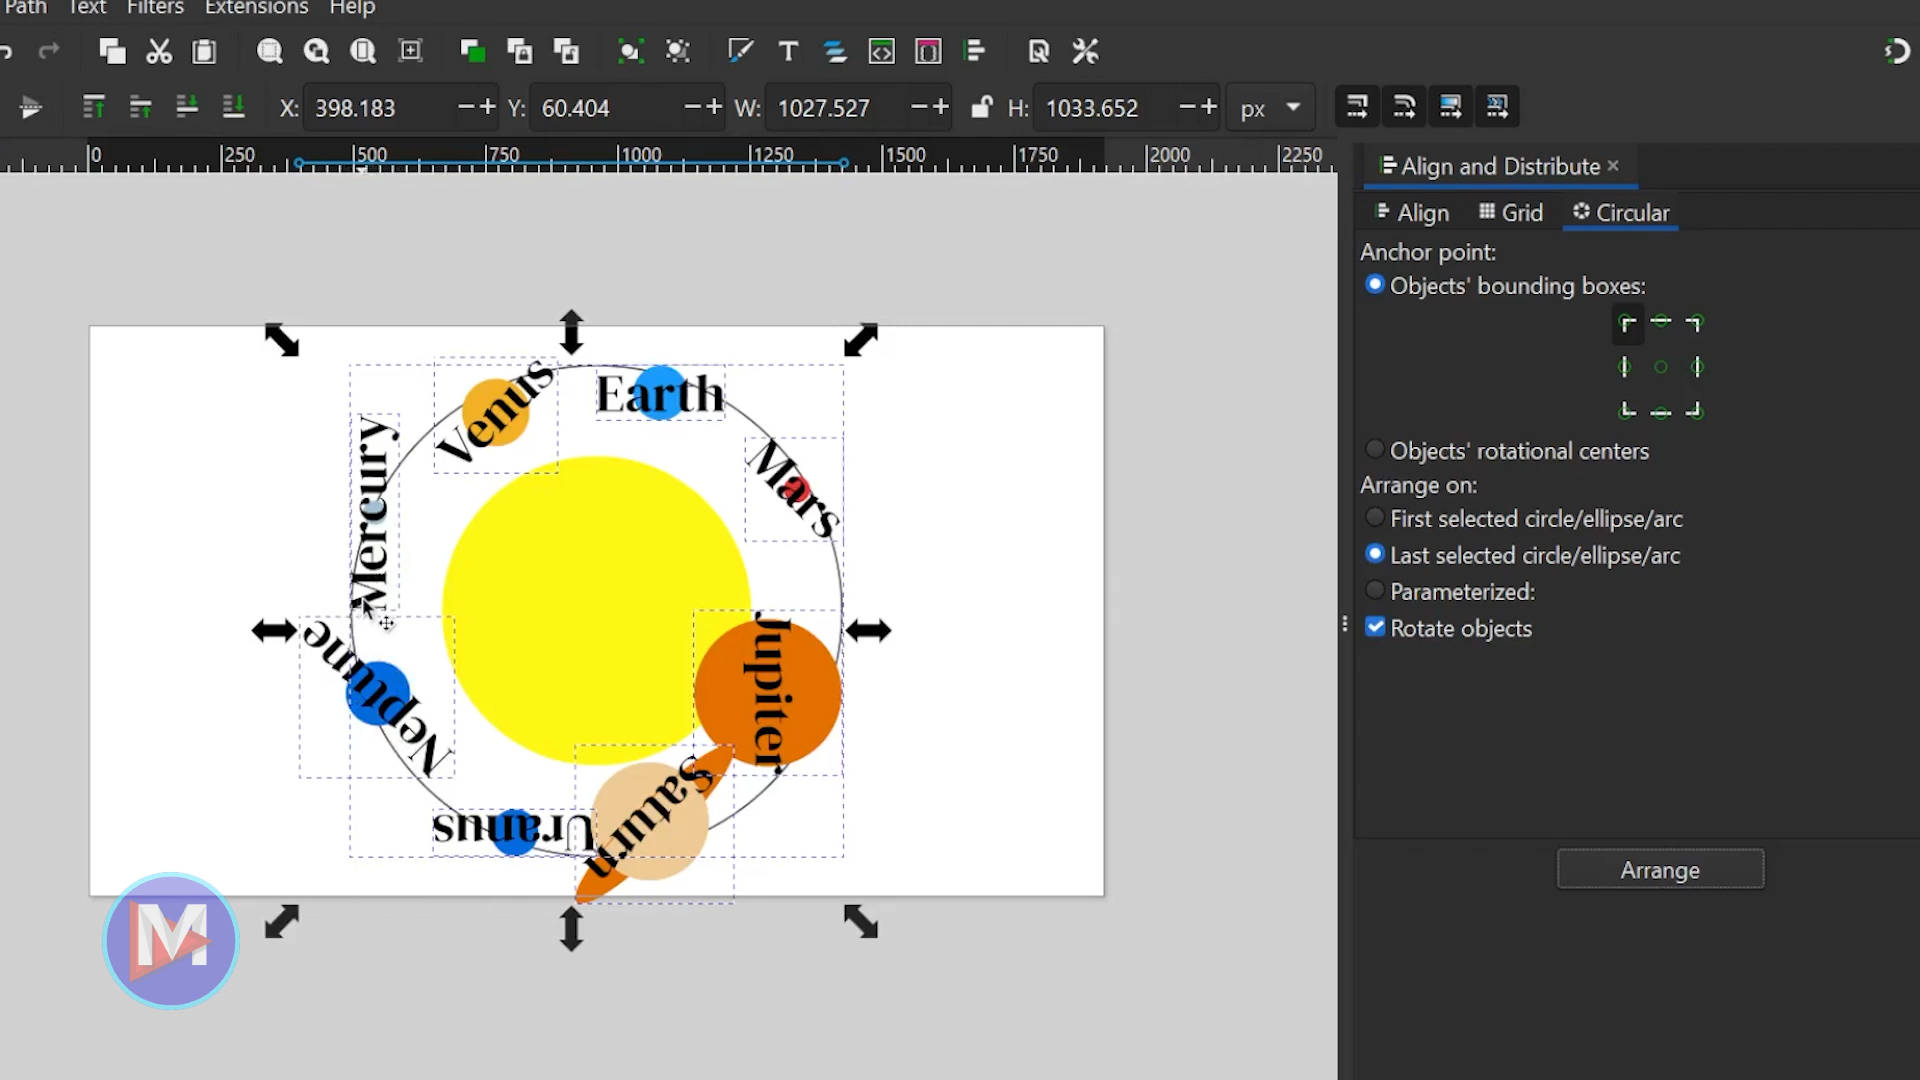 Path Text Filters Extensions Help
X: 398.183 Y: 60.404 W: 1027.527 H: 1033.652 px
0 250 500 750 1000 1250 1500 1750 2000 2250
Align and Distribute
Align Grid Circular
Anchor point:
Objects' bounding boxes:
Objects' rotational centers
Arrange on:
First selected circle/ellipse/arc
Last selected circle/ellipse/arc
Parameterized:
Rotate objects
Arrange
Venus
Earth
Mercury
Mars
Jupiter
Neptune
Saturn
Uranus
M